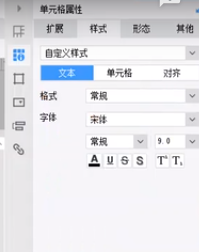 单元格属性
扩展 样式 形态 其他
自定义样式
文本 单元格 对齐
格式 常规
字体 宋体
常规 9.0
A U S S T T